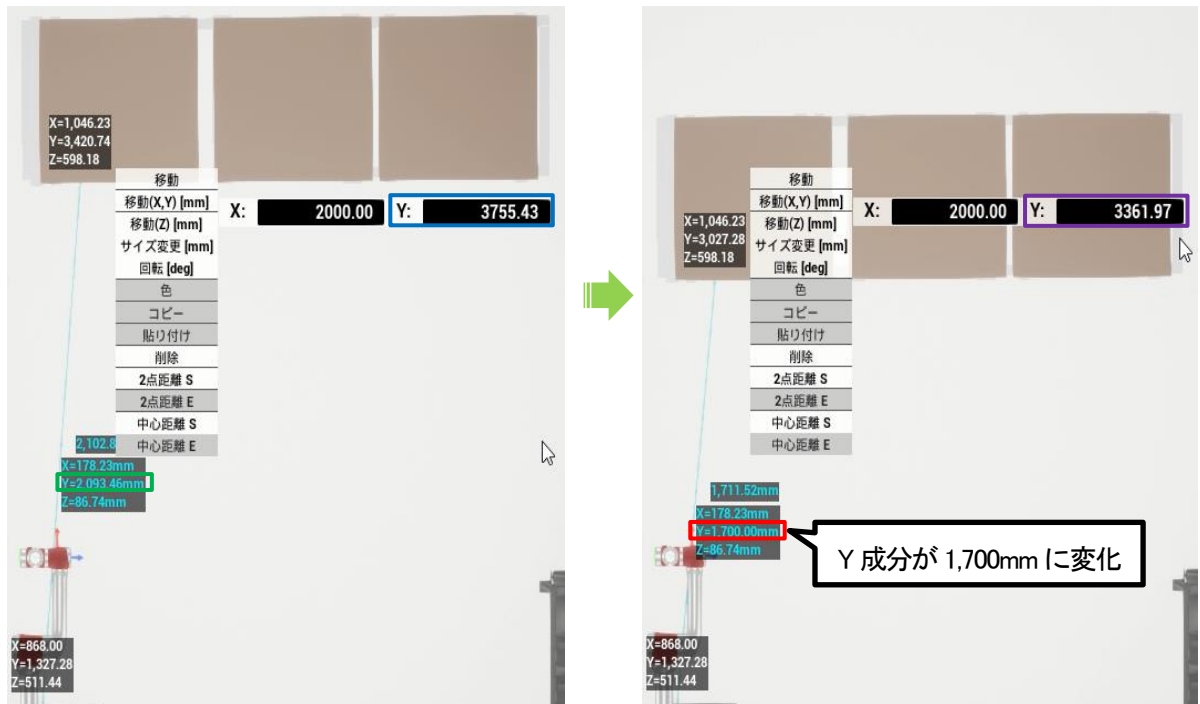 X=1,046.23
Y=3,420.74
Z=598.18
移動
移動(X,Y) [mm]
移動(Z) [mm]
サイズ変更 [mm]
回転 [deg]
色
コピー
貼り付け
削除
2点距離 S
2点距離 E
中心距離 S
中心距離 E
X: 2000.00 Y: 3755.43
2,102.8
X=178.23mm
Y=2,093.46mm
Z=86.74mm
X=868.00
Y=1,327.28
Z=511.44
X=1,046.23
Y=3,027.28
Z=598.18
移動
移動(X,Y) [mm]
移動(Z) [mm]
サイズ変更 [mm]
回転 [deg]
色
コピー
貼り付け
削除
2点距離 S
2点距離 E
中心距離 S
中心距離 E
X: 2000.00 Y: 3361.97
1,711.52mm
X=178.23mm
Y=1,700.00mm
Z=86.74mm
Y 成分が 1,700mm に変化
X=868.00
Y=1,327.28
Z=511.44